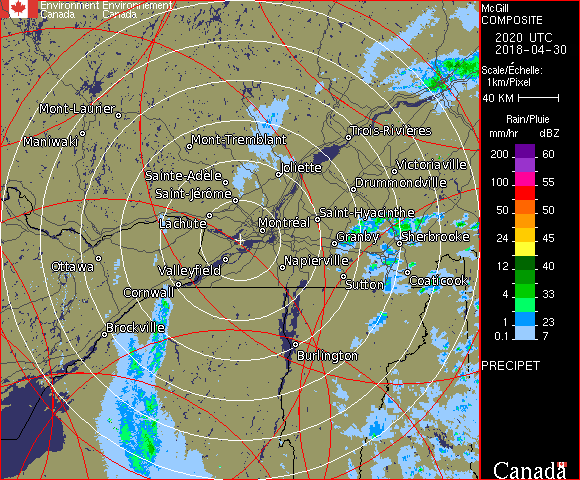 Environment Environnement
Canada Canada
McGill
COMPOSITE
2020 UTC
2018-04-30
Scale/Échelle:
1km/Pixel
40 KM
Rain/Pluie
mm/hr dBZ
200 60
100 55
50 50
24 45
12 40
4 33
1 23
0.1 7
PRECIPET
Canada
Mont-Laurier
Maniwaki
Mont-Tremblant
Trois-Rivières
Joliette
Victoriaville
Sainte-Adèle
Drummondville
Saint-Jérôme
Saint-Hyacinthe
Lachute
Montréal
Granby
Sherbrooke
Ottawa
Valleyfield
Napierville
Sutton
Coaticook
Cornwall
Brockville
Burlington